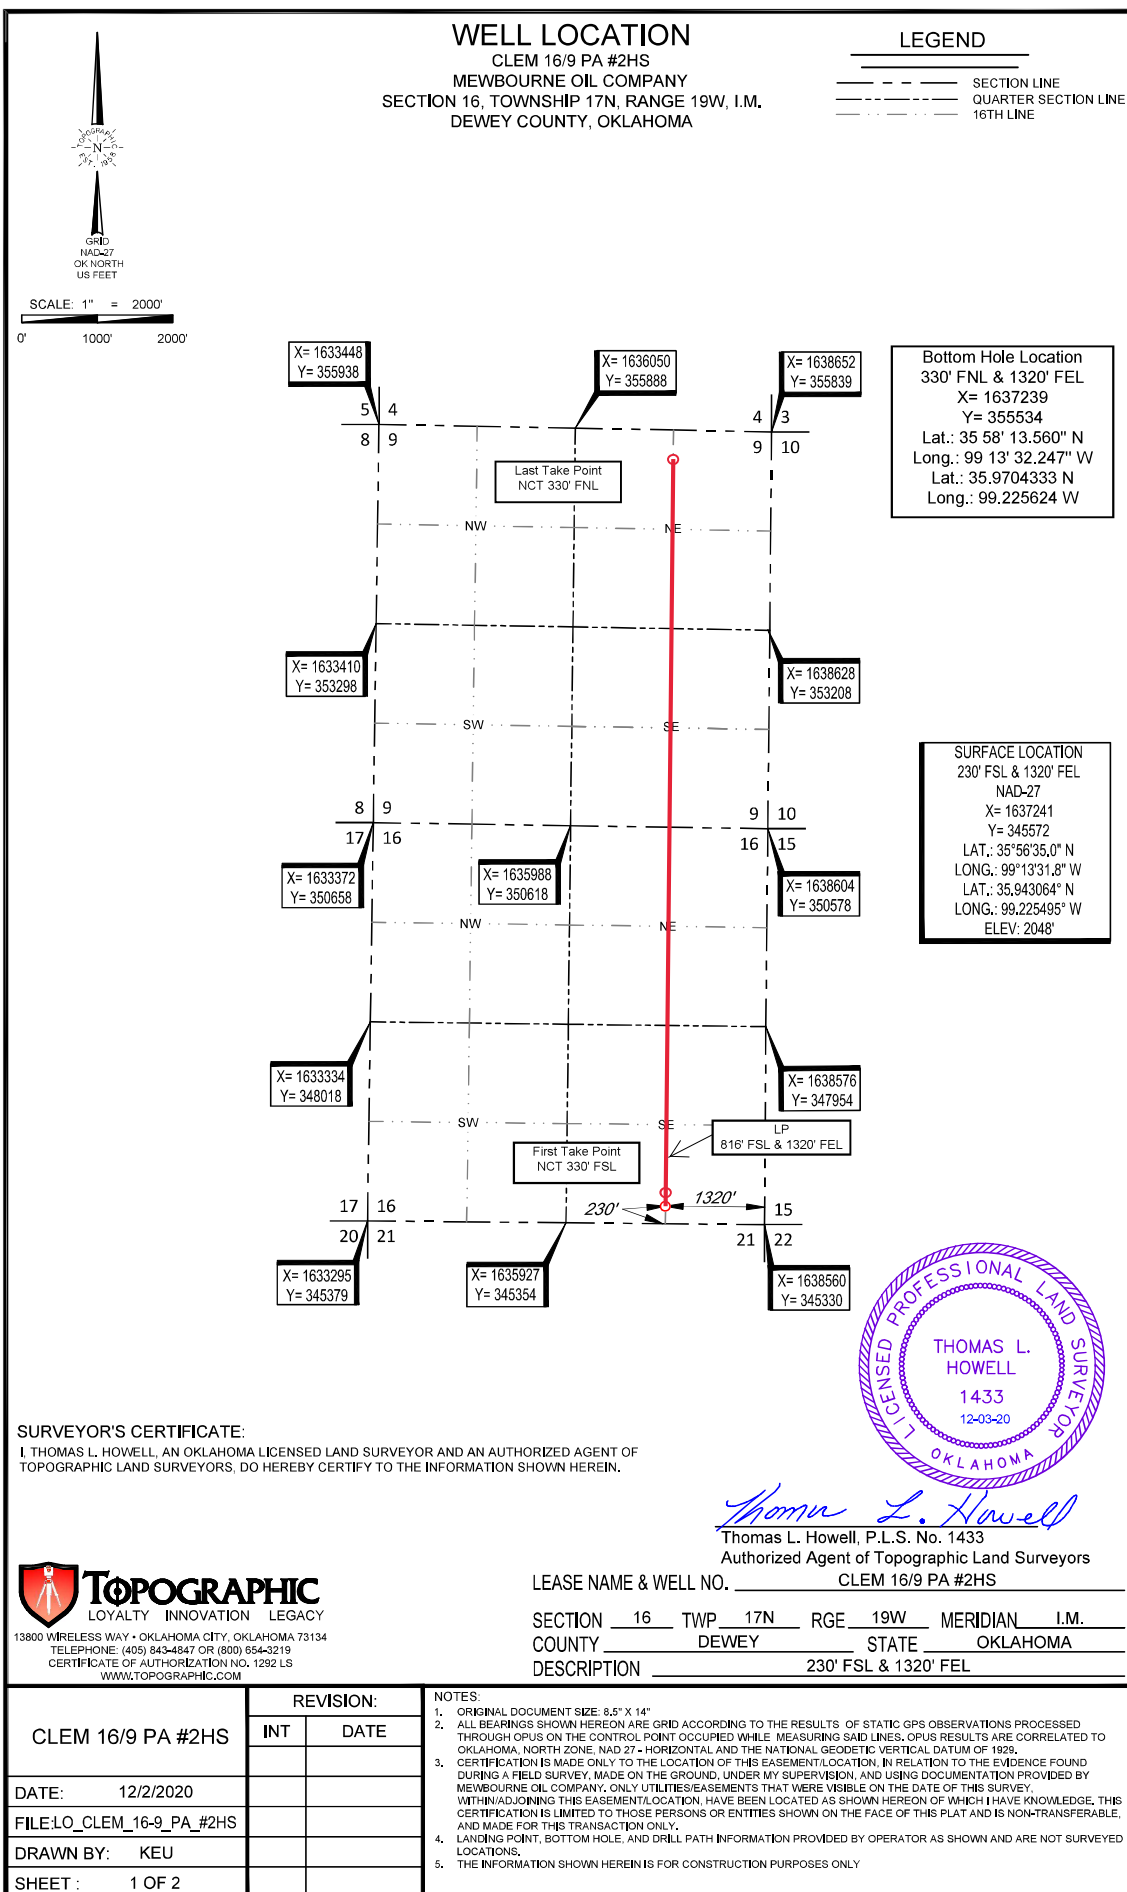 WELL LOCATION
CLEM 16/9 PA #2HS
MEWBOURNE OIL COMPANY
SECTION 16, TOWNSHIP 17N, RANGE 19W, I.M.
DEWEY COUNTY, OKLAHOMA
LEGEND
SECTION LINE
QUARTER SECTION LINE
16TH LINE
TOPOGRAPHIC
N
EST. 1958
GRID
NAD-27
OK NORTH
US FEET
SCALE: 1" = 2000'
0' 1000' 2000'
X= 1633448
Y= 355938
X= 1636050
Y= 355888
X= 1638652
Y= 355839
Bottom Hole Location
330' FNL & 1320' FEL
X= 1637239
Y= 355534
Lat.: 35 58' 13.560" N
Long.: 99 13' 32.247" W
Lat.: 35.9704333 N
Long.: 99.225624 W
5 4
8 9
4 3
9 10
Last Take Point
NCT 330' FNL
NW NE
X= 1633410
Y= 353298
X= 1638628
Y= 353208
SW SE
SURFACE LOCATION
230' FSL & 1320' FEL
NAD-27
X= 1637241
Y= 345572
LAT.: 35°56'35.0" N
LONG.: 99°13'31.8" W
LAT.: 35.943064° N
LONG.: 99.225495° W
ELEV: 2048'
8 9
17 16
9 10
16 15
X= 1633372
Y= 350658
X= 1635988
Y= 350618
X= 1638604
Y= 350578
NW NE
X= 1633334
Y= 348018
X= 1638576
Y= 347954
SW SE
LP
816' FSL & 1320' FEL
First Take Point
NCT 330' FSL
230' 1320'
17 16
20 21
15
21 22
X= 1633295
Y= 345379
X= 1635927
Y= 345354
X= 1638560
Y= 345330
LICENSED PROFESSIONAL LAND SURVEYOR
THOMAS L.
HOWELL
1433
12-03-20
OKLAHOMA
SURVEYOR'S CERTIFICATE:
I, THOMAS L. HOWELL, AN OKLAHOMA LICENSED LAND SURVEYOR AND AN AUTHORIZED AGENT OF
TOPOGRAPHIC LAND SURVEYORS, DO HEREBY CERTIFY TO THE INFORMATION SHOWN HEREIN.
Thomas L. Howell
Thomas L. Howell, P.L.S. No. 1433
Authorized Agent of Topographic Land Surveyors
TOPOGRAPHIC
LOYALTY INNOVATION LEGACY
13800 WIRELESS WAY • OKLAHOMA CITY, OKLAHOMA 73134
TELEPHONE: (405) 843-4847 OR (800) 654-3219
CERTIFICATE OF AUTHORIZATION NO. 1292 LS
WWW.TOPOGRAPHIC.COM
LEASE NAME & WELL NO. CLEM 16/9 PA #2HS
SECTION 16 TWP 17N RGE 19W MERIDIAN I.M.
COUNTY DEWEY STATE OKLAHOMA
DESCRIPTION 230' FSL & 1320' FEL
CLEM 16/9 PA #2HS
REVISION:
INT DATE
DATE: 12/2/2020
FILE:LO_CLEM_16-9_PA_#2HS
DRAWN BY: KEU
SHEET : 1 OF 2
NOTES:
1. ORIGINAL DOCUMENT SIZE: 8.5" X 14"
2. ALL BEARINGS SHOWN HEREON ARE GRID ACCORDING TO THE RESULTS OF STATIC GPS OBSERVATIONS PROCESSED
THROUGH OPUS ON THE CONTROL POINT OCCUPIED WHILE MEASURING SAID LINES. OPUS RESULTS ARE CORRELATED TO
OKLAHOMA, NORTH ZONE, NAD 27 - HORIZONTAL AND THE NATIONAL GEODETIC VERTICAL DATUM OF 1929.
3. CERTIFICATION IS MADE ONLY TO THE LOCATION OF THIS EASEMENT/LOCATION, IN RELATION TO THE EVIDENCE FOUND
DURING A FIELD SURVEY, MADE ON THE GROUND, UNDER MY SUPERVISION, AND USING DOCUMENTATION PROVIDED BY
MEWBOURNE OIL COMPANY. ONLY UTILITIES/EASEMENTS THAT WERE VISIBLE ON THE DATE OF THIS SURVEY,
WITHIN/ADJOINING THIS EASEMENT/LOCATION, HAVE BEEN LOCATED AS SHOWN HEREON OF WHICH I HAVE KNOWLEDGE. THIS
CERTIFICATION IS LIMITED TO THOSE PERSONS OR ENTITIES SHOWN ON THE FACE OF THIS PLAT AND IS NON-TRANSFERABLE,
AND MADE FOR THIS TRANSACTION ONLY.
4. LANDING POINT, BOTTOM HOLE, AND DRILL PATH INFORMATION PROVIDED BY OPERATOR AS SHOWN AND ARE NOT SURVEYED
LOCATIONS.
5. THE INFORMATION SHOWN HEREIN IS FOR CONSTRUCTION PURPOSES ONLY